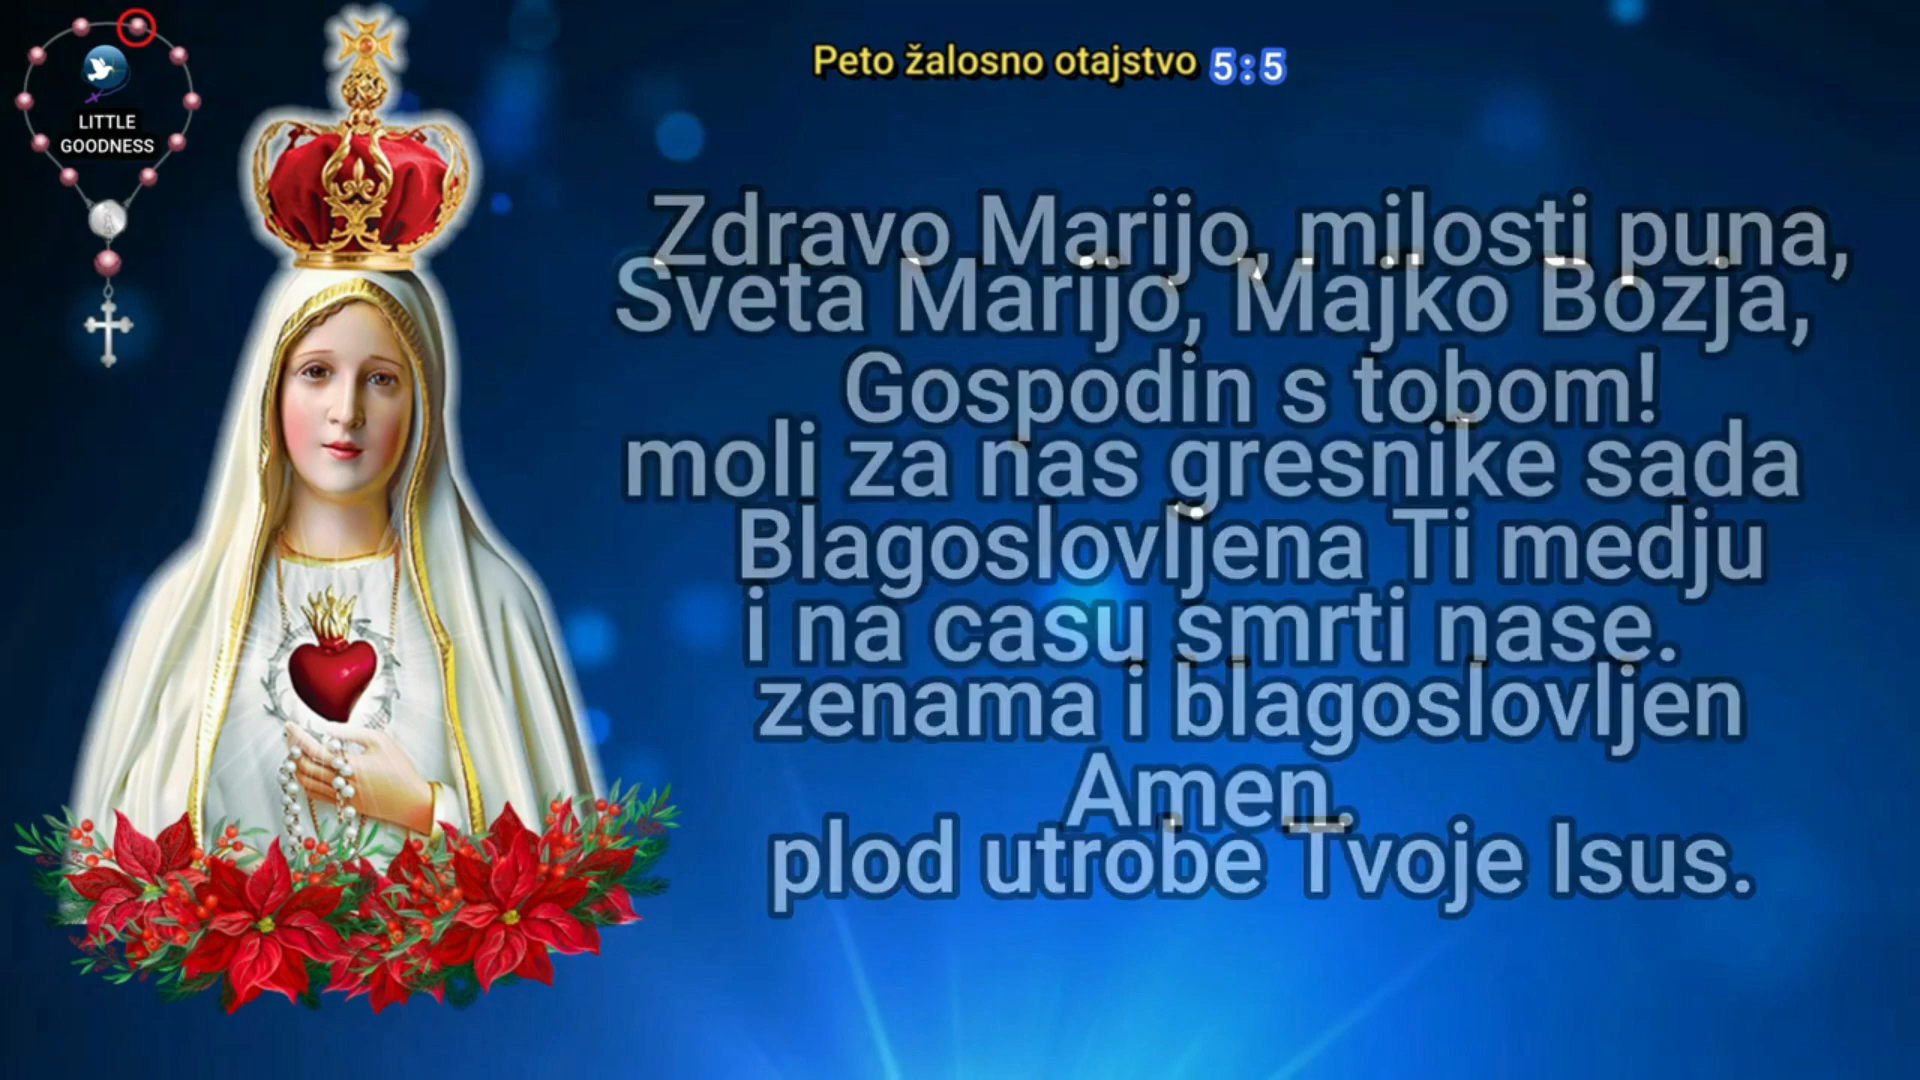 LITTLE
GOODNESS
Peto žalosno otajstvo 5:5
Zdravo Marijo, milosti puna,
Sveta Marijo, Majko Bozja,
Gospodin s tobom!
moli za nas gresnike sada
Blagoslovljena Ti medju
i na casu smrti nase.
zenama i blagoslovljen
Amen.
plod utrobe Tvoje Isus.